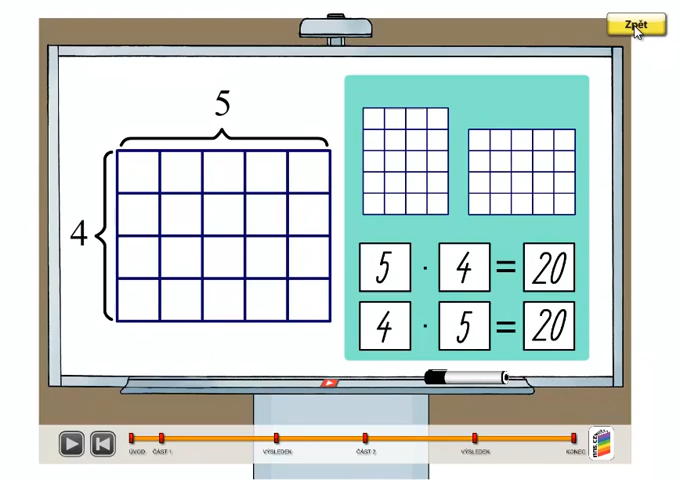 Zpět
5
4
5 · 4 = 20
4 · 5 = 20
ÚVOD ČÁST 1. VÝSLEDEK ČÁST 2. VÝSLEDEK KONEC